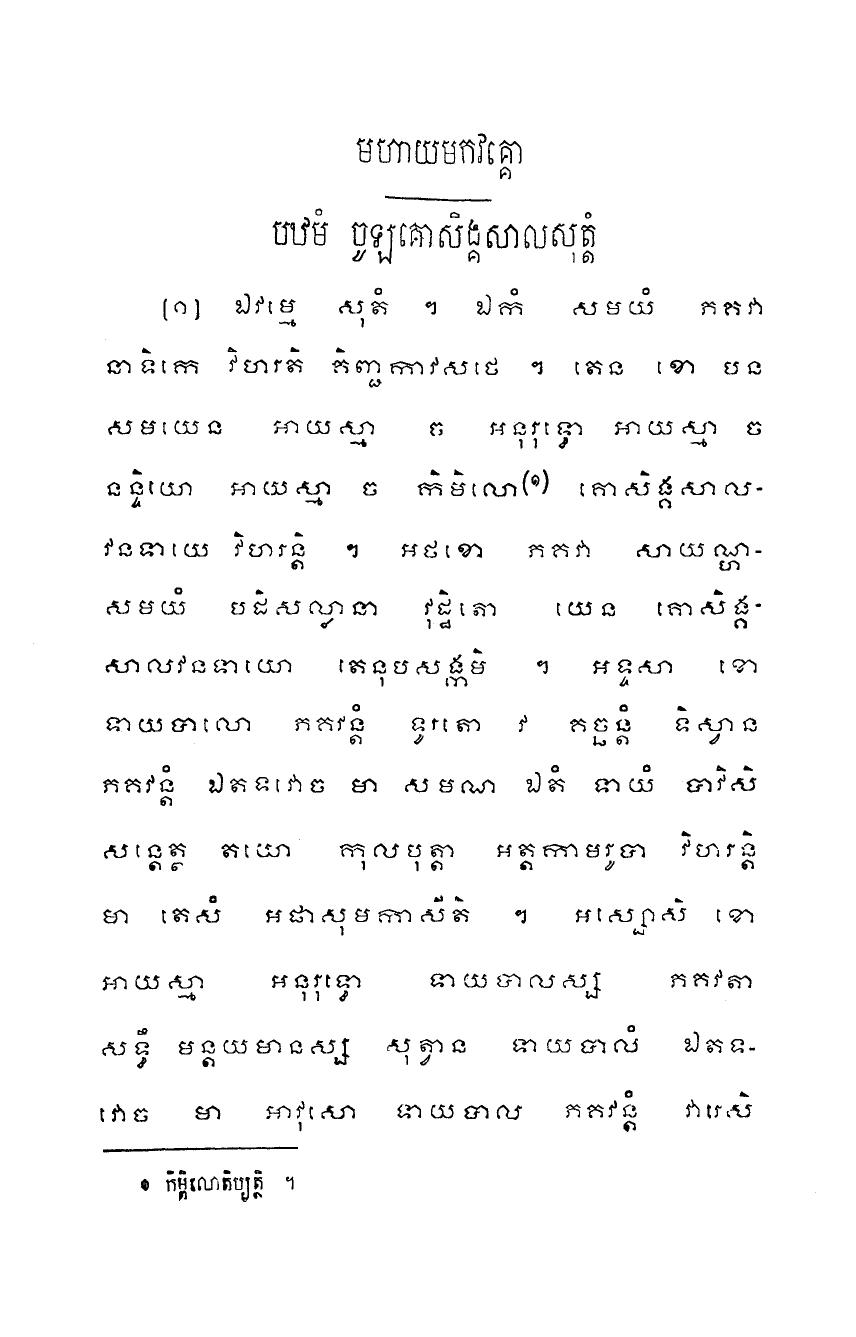 មហាយមកវគ្គោ
បឋមំ ចូឡគោសិង្គសាលសុត្តំ
(១) ឯវម្មេ សុតំ ។ ឯកំ សមយំ ភគវា
នាទិកេ វិហរតិ គិញ្ជកាវសថេ ។ តេន ខោ បន
សមយេន អាយស្មា ច អនុរុទ្ធោ អាយស្មា ច
នន្ទិយោ អាយស្មា ច កិមិលោ(១) គោសិង្គសាល-
វនទាយេ វិហរន្តិ ។ អថខោ ភគវា សាយណ្ហ-
សមយំ បដិសល្លានា វុដ្ឋិតោ យេន គោសិង្គ-
សាលវនទាយោ តេនុបសង្កមិ ។ អទ្ទសា ខោ
ទាយបាលោ ភគវន្តំ ទូរតោ វ គច្ឆន្តំ ទិស្វាន
ភគវន្តំ ឯតទវោច មា សមណ ឯតំ ទាយំ បាវិសិ
សន្តេត្ថ តយោ កុលបុត្តា អត្តកាមរូបា វិហរន្តិ
មា តេសំ អផាសុមកាសីតិ ។ អស្សោសិ ខោ
អាយស្មា អនុរុទ្ធោ ទាយបាលស្ស ភគវតា
សទ្ធឹ មន្តយមានស្ស សុត្វាន ទាយបាលំ ឯតទ-
វោច មា អាវុសោ ទាយបាល ភគវន្តំ វារេសិ
១ កិម្ពិលោតិប្យត្ថិ ។